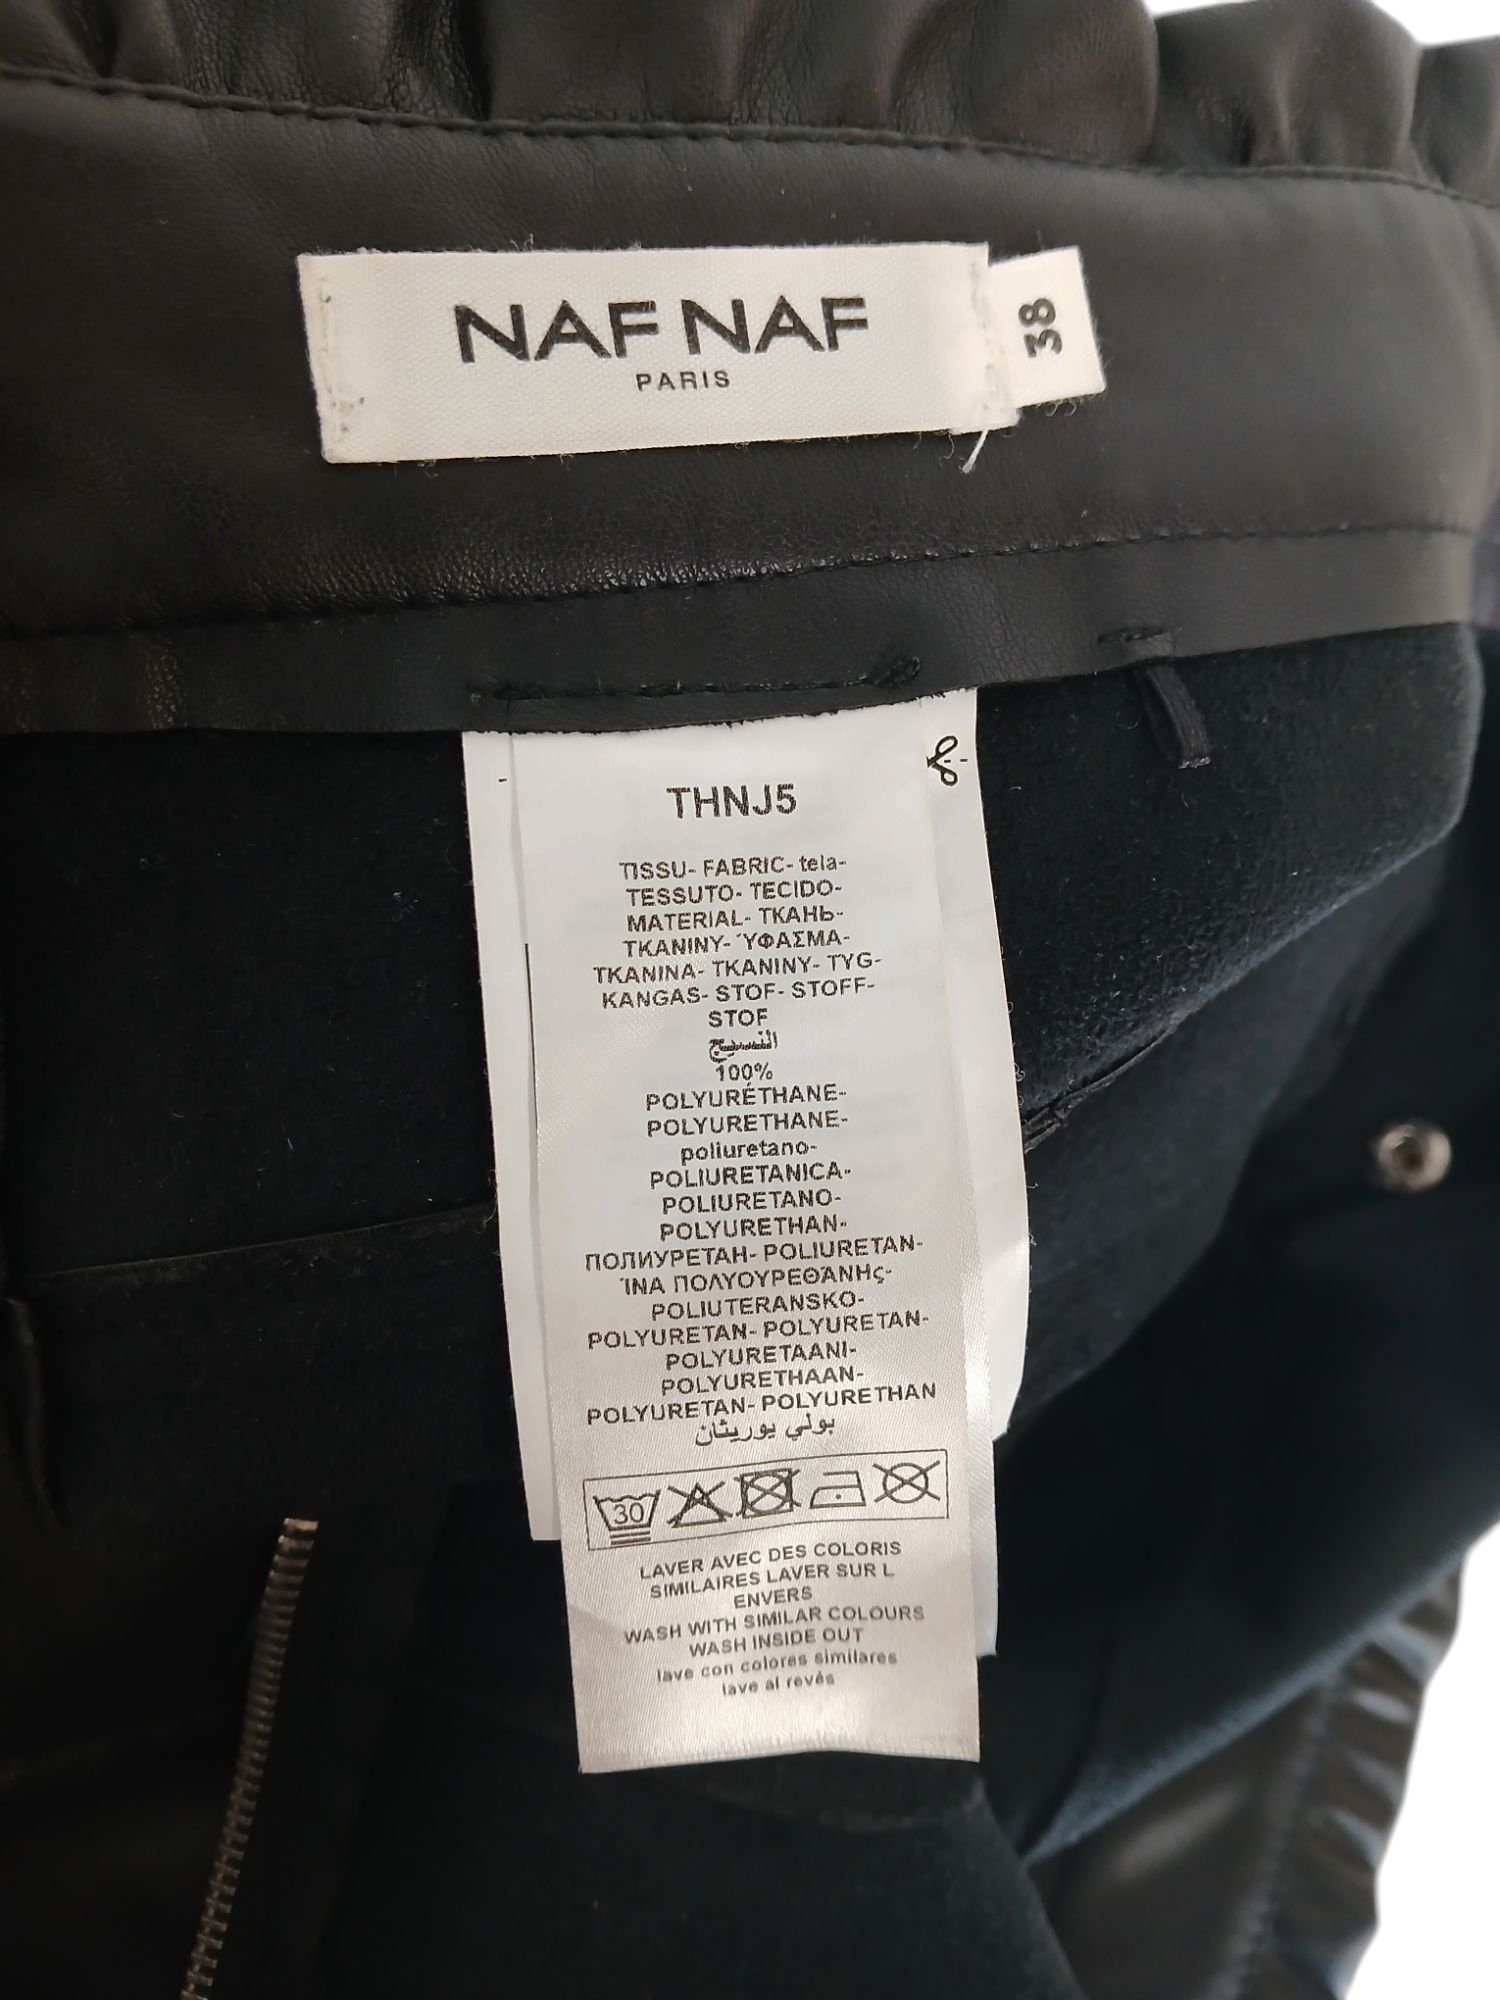 NAF NAF
PARIS
38
THNJ5
TISSU- FABRIC- tela-
TESSUTO- TECIDO-
MATERIAL- ТКАНЬ-
TKANINY- ΎΦΑΣΜΑ-
TKANINA- TKANINY- TYG-
KANGAS- STOF- STOFF-
STOF
النسيج
100%
POLYURÉTHANE-
POLYURETHANE-
poliuretano-
POLIURETANICA-
POLIURETANO-
POLYURETHAN-
ПОЛИУРЕТАН- POLIURETAN-
ΊΝΑ ΠΟΛΥΟΥΡΕΘΆΝΗς-
POLIUTERANSKO-
POLYURETAN- POLYURETAN-
POLYURETAANI-
POLYURETHAAN-
POLYURETAN- POLYURETHAN
بولي يوريثان
30
LAVER AVEC DES COLORIS
SIMILAIRES LAVER SUR L
ENVERS
WASH WITH SIMILAR COLOURS
WASH INSIDE OUT
lave con colores similares
lave al revés